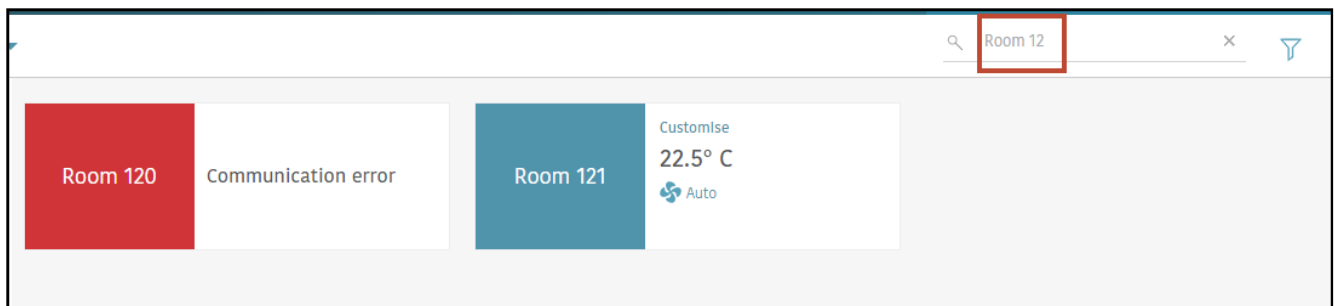 Room 12
Room 120
Communication error
Room 121
Customise
22.5° C
Auto